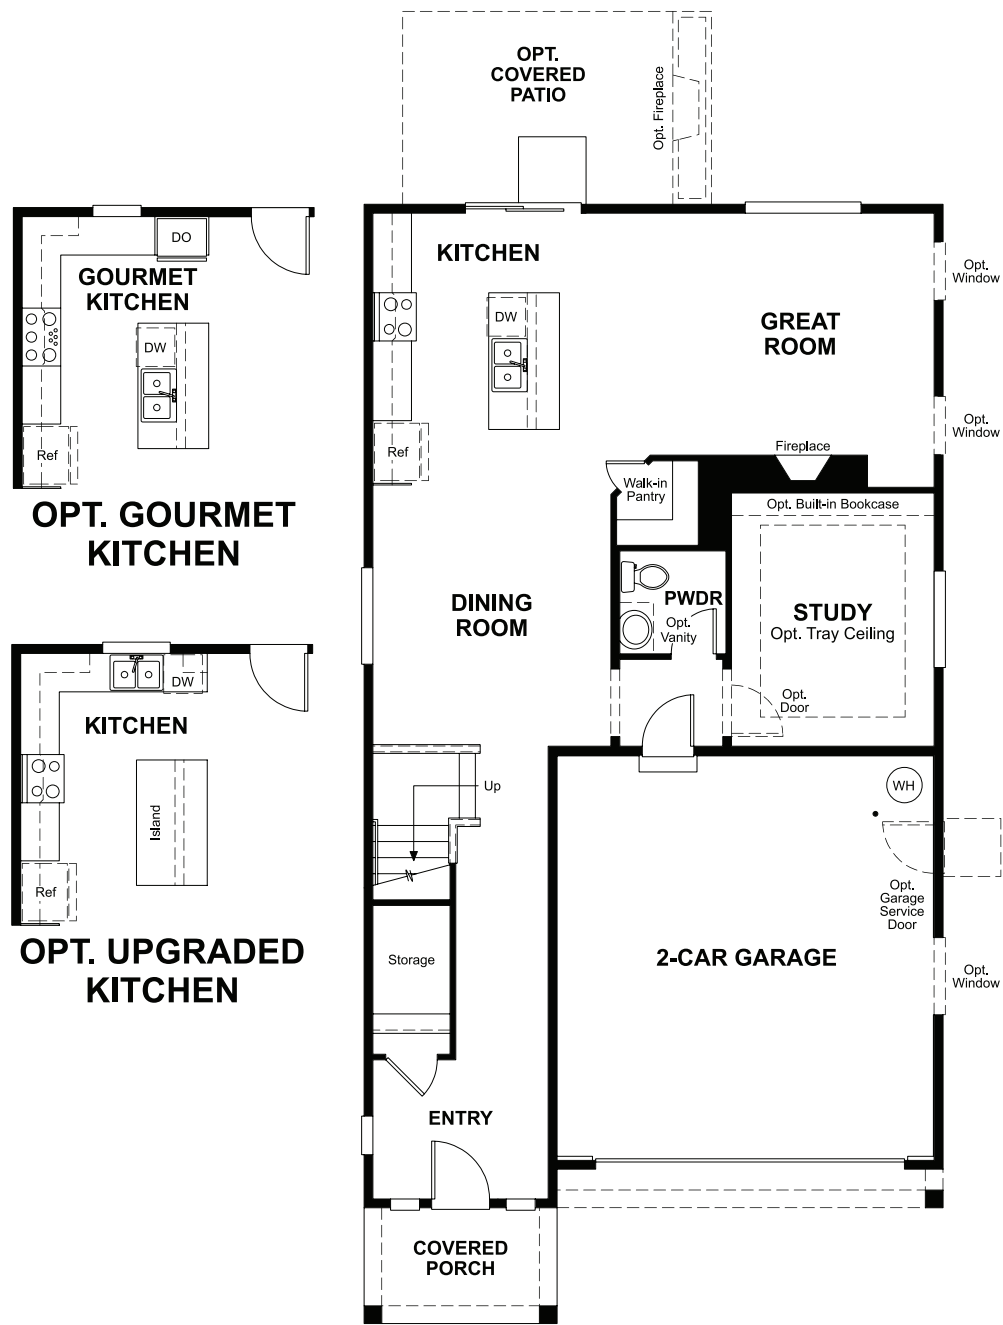 OPT.
COVERED
PATIO
Opt. Fireplace
DO
GOURMET
KITCHEN
DW
Ref
OPT. GOURMET
KITCHEN
KITCHEN
DW
Ref
GREAT
ROOM
Opt.
Window
Opt.
Window
Fireplace
Walk-in
Pantry
Opt. Built-in Bookcase
DINING
ROOM
PWDR
Opt.
Vanity
STUDY
Opt. Tray Ceiling
Opt.
Door
DW
KITCHEN
Island
Ref
OPT. UPGRADED
KITCHEN
Up
WH
Opt.
Garage
Service
Door
Storage
2-CAR GARAGE
Opt.
Window
ENTRY
COVERED
PORCH